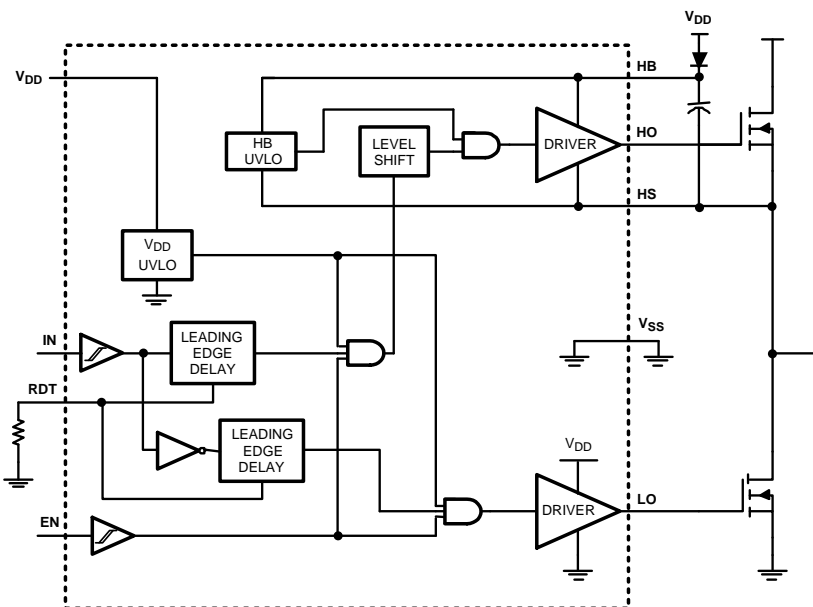 VDD
VDD
HB
HB
UVLO
LEVEL
SHIFT
DRIVER
HO
HS
VDD
UVLO
VSS
IN
LEADING
EDGE
DELAY
RDT
LEADING
EDGE
DELAY
VDD
EN
DRIVER
LO